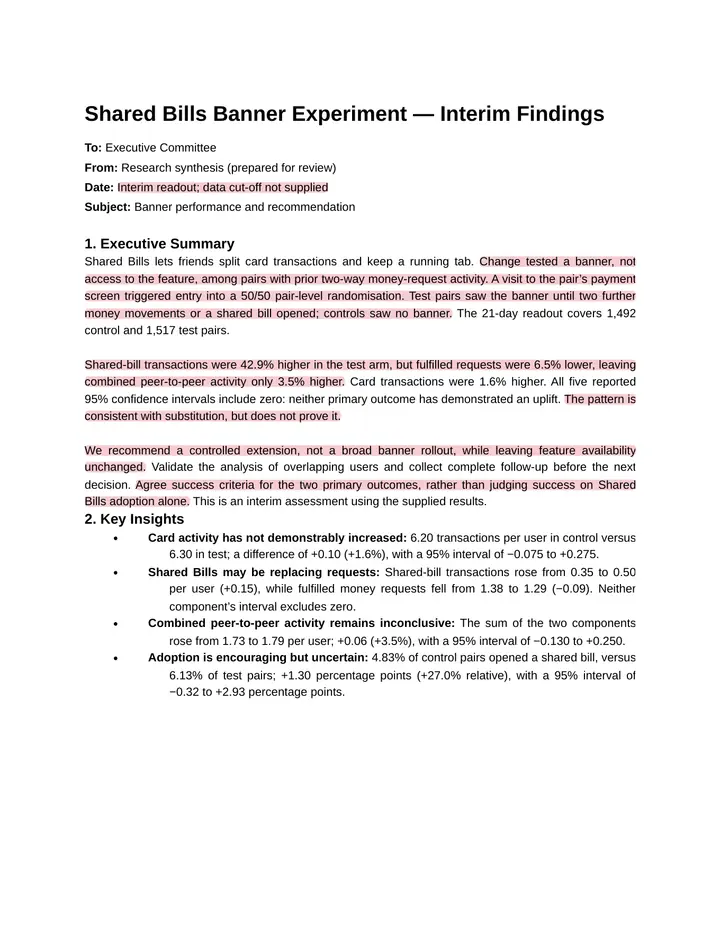 Shared Bills Banner Experiment — Interim Findings
To: Executive Committee
From: Research synthesis (prepared for review)
Date: Interim readout; data cut-off not supplied
Subject: Banner performance and recommendation
1. Executive Summary
Shared Bills lets friends split card transactions and keep a running tab. Change tested a banner, not
access to the feature, among pairs with prior two-way money-request activity. A visit to the pair's payment
screen triggered entry into a 50/50 pair-level randomisation. Test pairs saw the banner until two further
money movements or a shared bill opened; controls saw no banner. The 21-day readout covers 1,492
control and 1,517 test pairs.
Shared-bill transactions were 42.9% higher in the test arm, but fulfilled requests were 6.5% lower, leaving
combined peer-to-peer activity only 3.5% higher. Card transactions were 1.6% higher. All five reported
95% confidence intervals include zero: neither primary outcome has demonstrated an uplift. The pattern is
consistent with substitution, but does not prove it.
We recommend a controlled extension, not a broad banner rollout, while leaving feature availability
unchanged. Validate the analysis of overlapping users and collect complete follow-up before the next
decision. Agree success criteria for the two primary outcomes, rather than judging success on Shared
Bills adoption alone. This is an interim assessment using the supplied results.
2. Key Insights
• Card activity has not demonstrably increased: 6.20 transactions per user in control versus
6.30 in test; a difference of +0.10 (+1.6%), with a 95% interval of −0.075 to +0.275.
• Shared Bills may be replacing requests: Shared-bill transactions rose from 0.35 to 0.50
per user (+0.15), while fulfilled money requests fell from 1.38 to 1.29 (−0.09). Neither
component's interval excludes zero.
• Combined peer-to-peer activity remains inconclusive: The sum of the two components
rose from 1.73 to 1.79 per user; +0.06 (+3.5%), with a 95% interval of −0.130 to +0.250.
• Adoption is encouraging but uncertain: 4.83% of control pairs opened a shared bill, versus
6.13% of test pairs; +1.30 percentage points (+27.0% relative), with a 95% interval of
−0.32 to +2.93 percentage points.